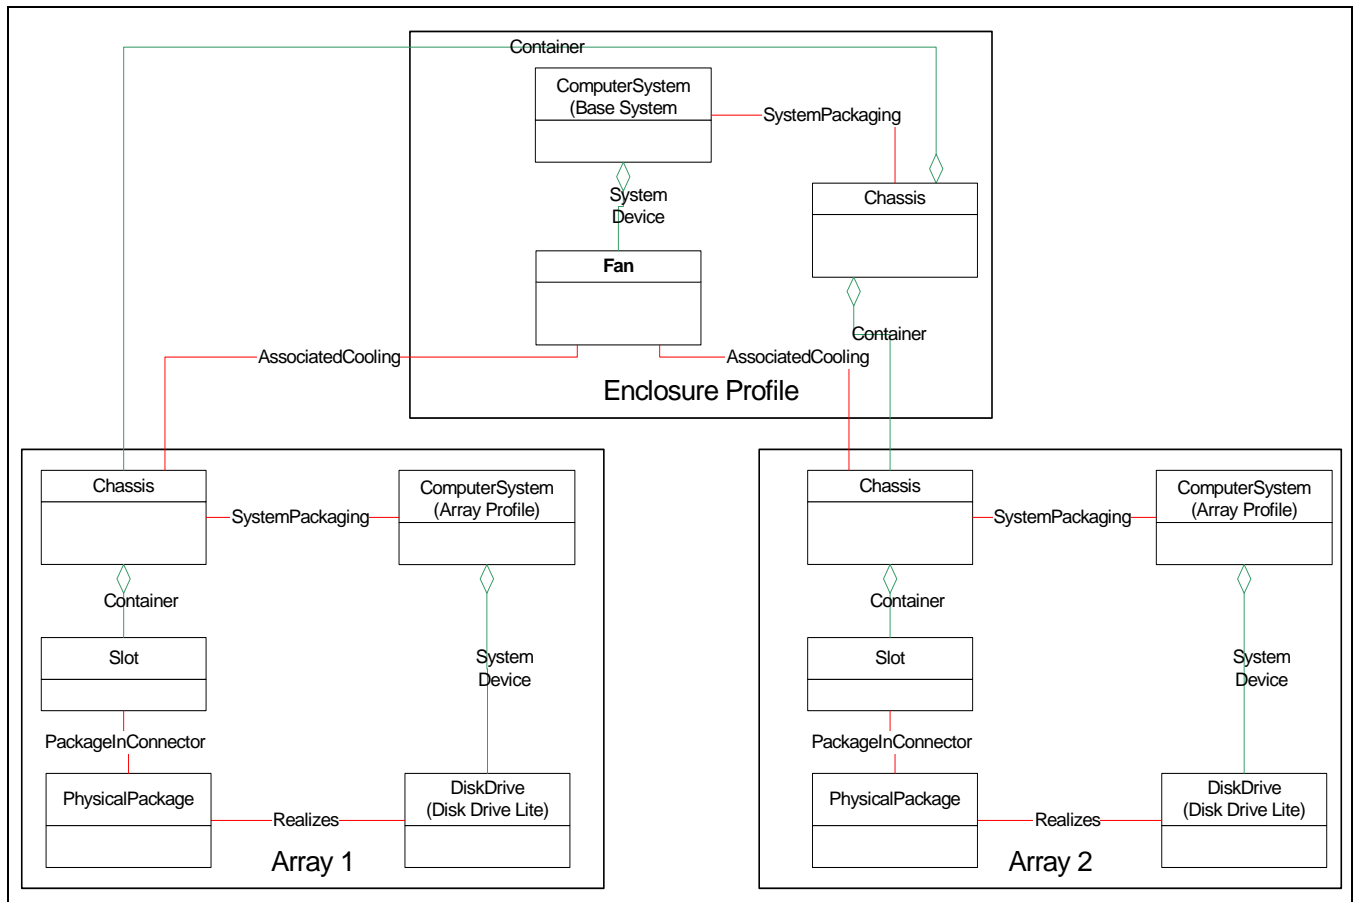 Container
ComputerSystem
(Base System
SystemPackaging
Chassis
System
Device
Fan
Container
AssociatedCooling
AssociatedCooling
Enclosure Profile
Chassis
ComputerSystem
(Array Profile)
SystemPackaging
Container
Slot
System
Device
PackageInConnector
PhysicalPackage
DiskDrive
(Disk Drive Lite)
Realizes
Array 1
Chassis
ComputerSystem
(Array Profile)
SystemPackaging
Container
Slot
System
Device
PackageInConnector
PhysicalPackage
DiskDrive
(Disk Drive Lite)
Realizes
Array 2